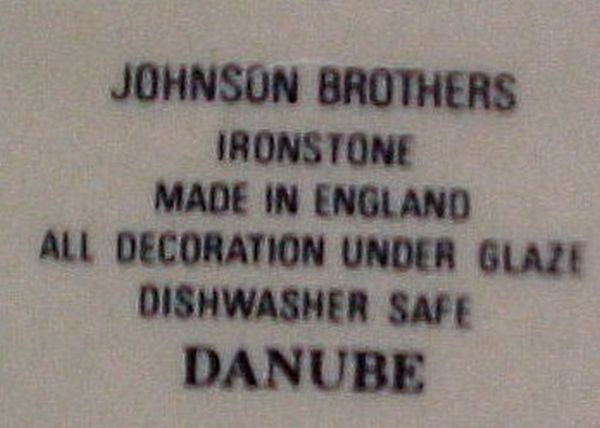 JOHNSON BROTHERS
IRONSTONE
MADE IN ENGLAND
ALL DECORATION UNDER GLAZE
DISHWASHER SAFE
DANUBE